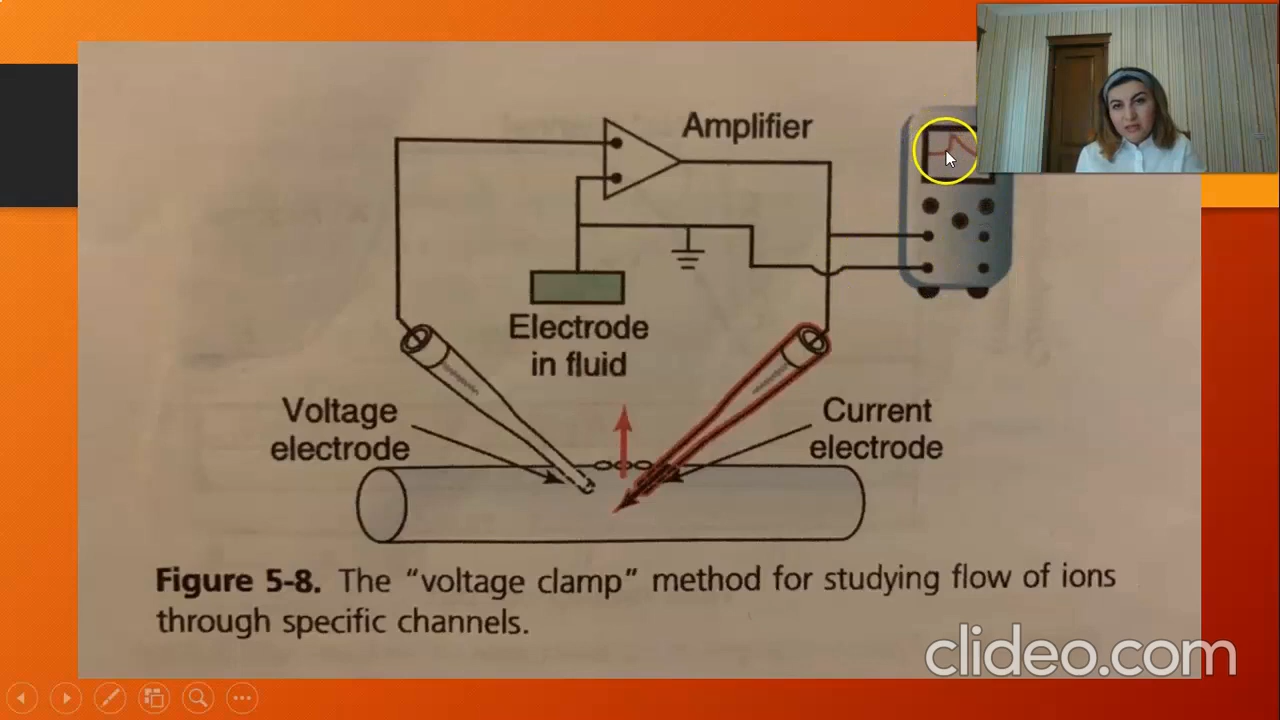 Amplifier
Electrode
in fluid
Voltage
electrode
Current
electrode
Figure 5-8. The “voltage clamp” method for studying flow of ions
through specific channels.
clideo.com